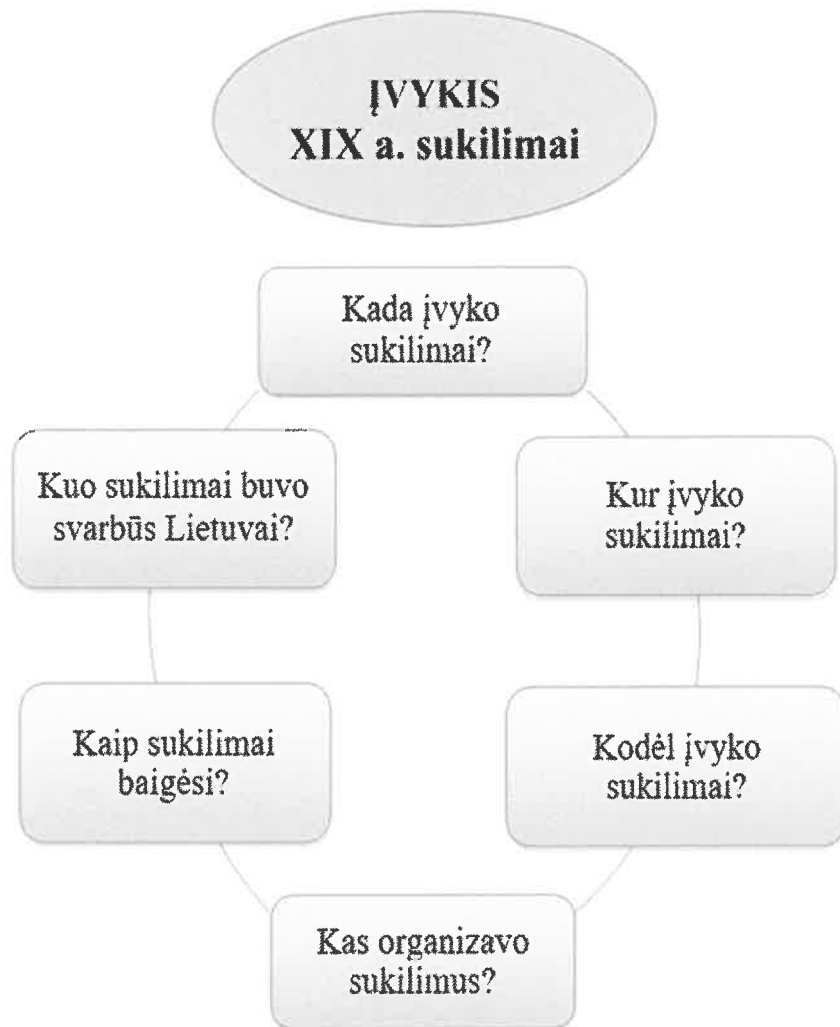 ĮVYKIS
XIX a. sukilimai
Kada įvyko
sukilimai?
Kur įvyko
sukilimai?
Kodėl įvyko
sukilimai?
Kas organizavo
sukilimus?
Kaip sukilimai
baigėsi?
Kuo sukilimai buvo
svarbūs Lietuvai?